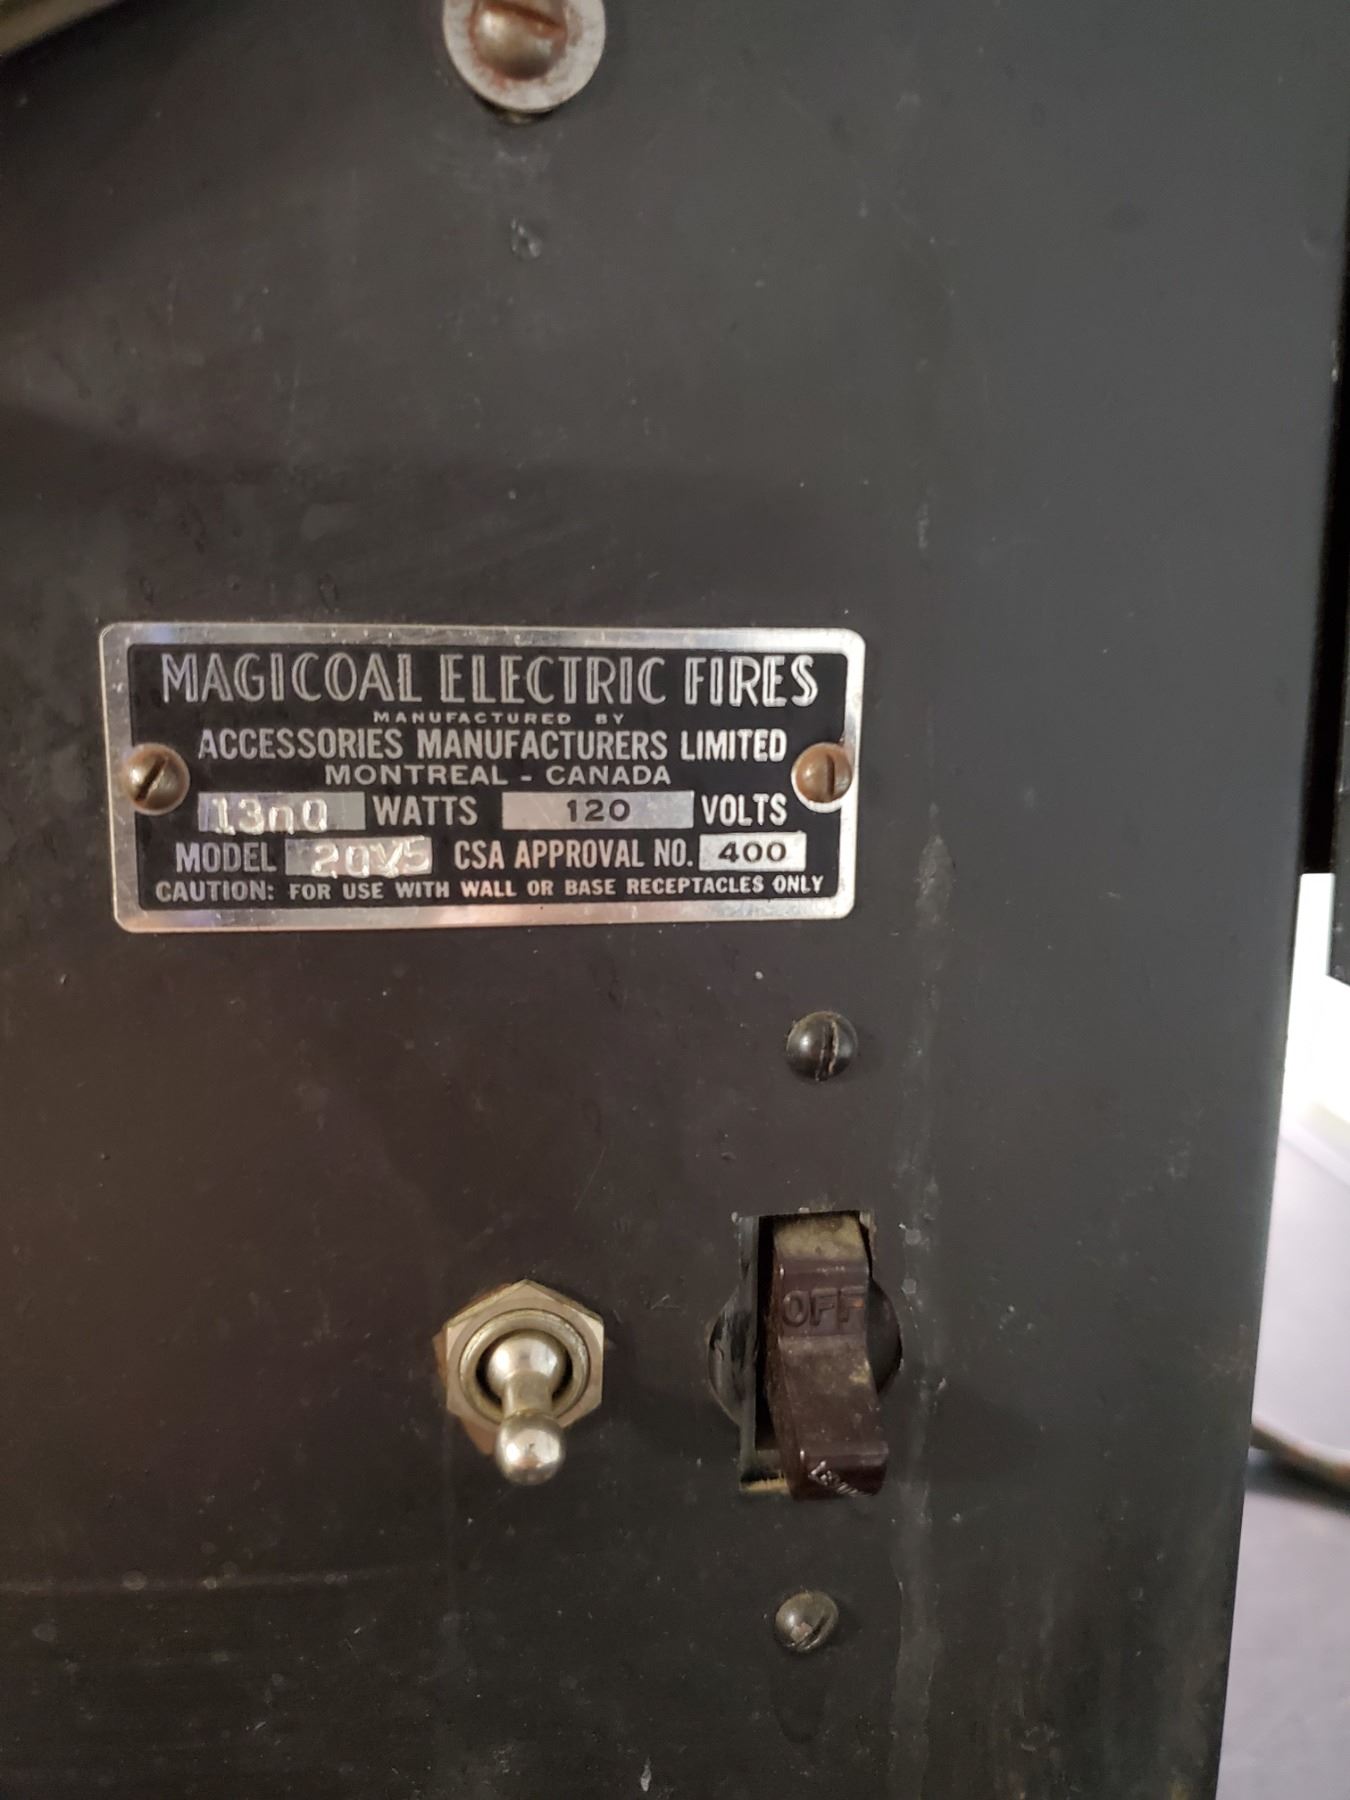 MAGICOAL ELECTRIC FIRES
MANUFACTURED BY
ACCESSORIES MANUFACTURERS LIMITED
MONTREAL - CANADA
WATTS 120 VOLTS
MODEL CSA APPROVAL NO. 400
CAUTION: FOR USE WITH WALL OR BASE RECEPTACLES ONLY
OFF